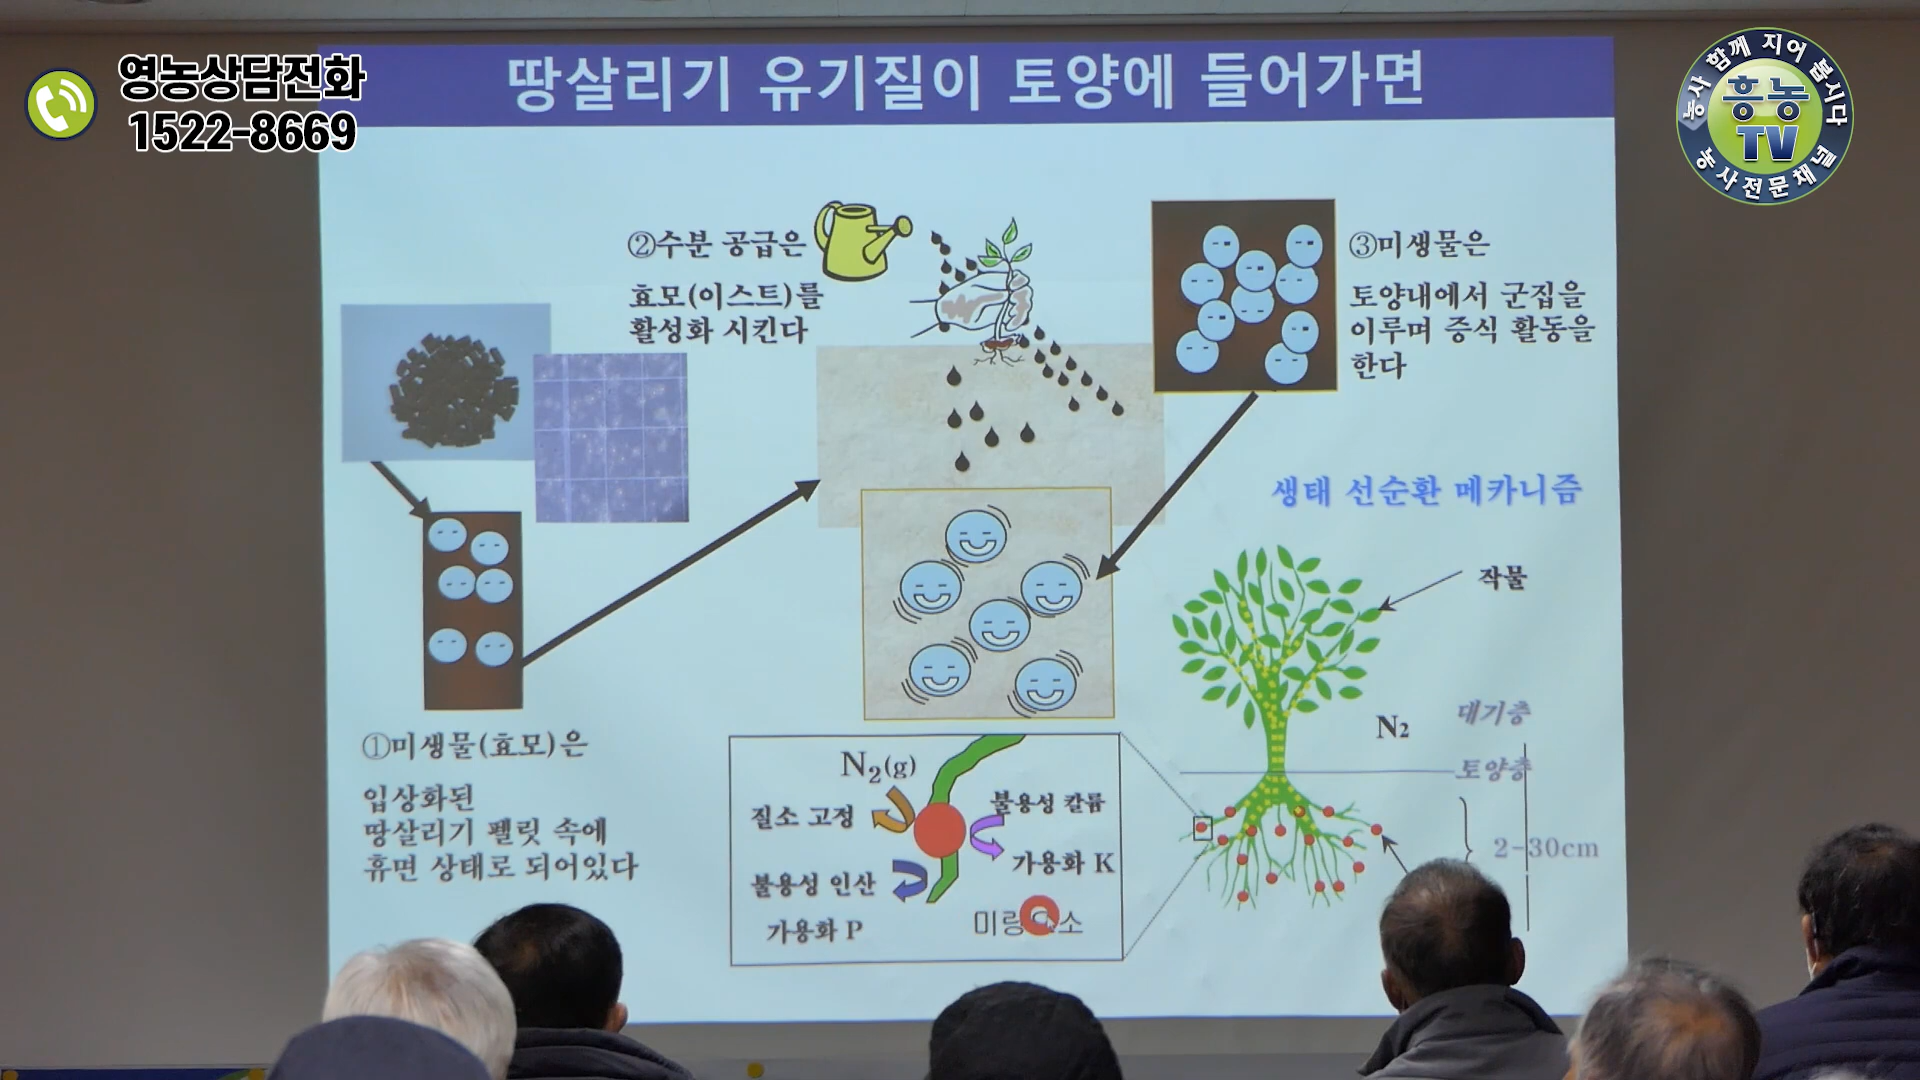 영농상담전화
1522-8669
농사 함께 지어 봅시다
흥농
TV
농사전문채널
땅살리기 유기질이 토양에 들어가면
②수분 공급은
효모(이스트)를
활성화 시킨다
③미생물은
토양내에서 군집을
이루며 증식 활동을
한다
생태 선순환 메카니즘
작물
N₂
대기층
토양층
2-30cm
①미생물(효모)은
입상화된
땅살리기 펠릿 속에
휴면 상태로 되어있다
N₂(g)
질소 고정
불용성 칼륨
가용화 K
불용성 인산
가용화 P